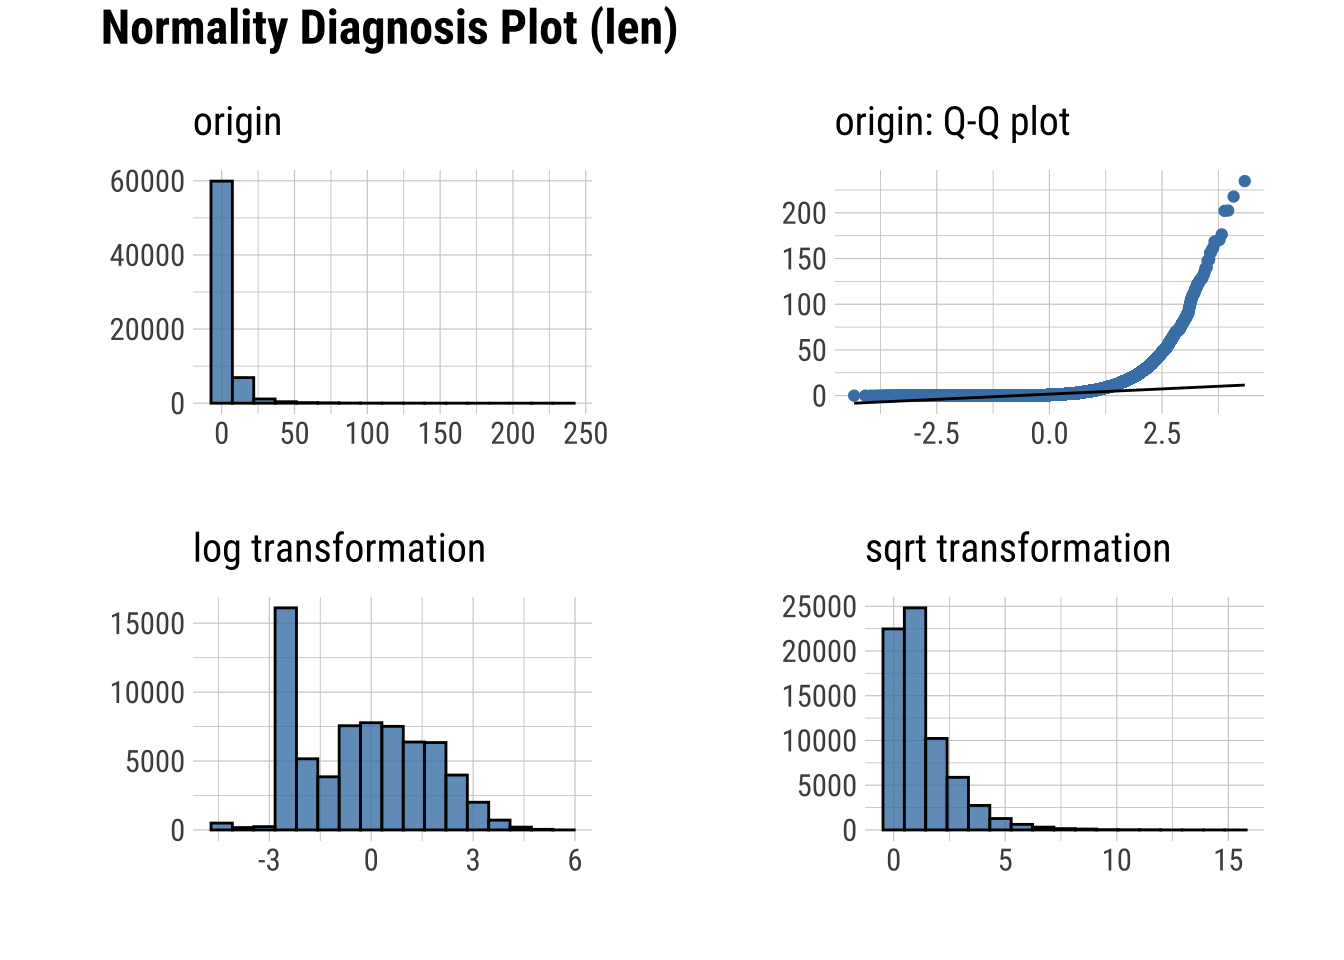 Normality Diagnosis Plot (len)
origin
60000
40000
20000
0
0 50 100 150 200 250
origin: Q-Q plot
200
150
100
50
0
-2.5 0.0 2.5
log transformation
15000
10000
5000
0
-3 0 3 6
sqrt transformation
25000
20000
15000
10000
5000
0
0 5 10 15